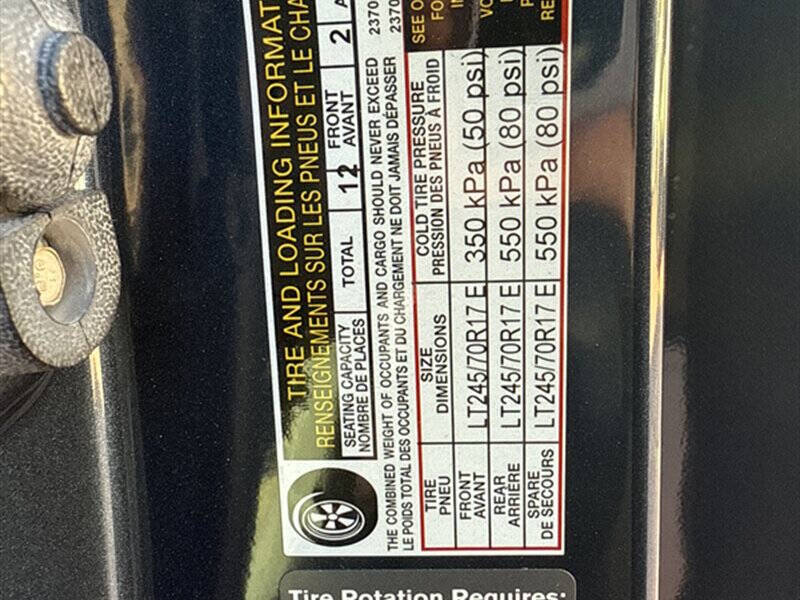 TIRE AND LOADING INFORMAT
RENSEIGNEMENTS SUR LES PNEUS ET LE CHA
SEATING CAPACITY
NOMBRE DE PLACES
TOTAL 12
FRONT
AVANT
2
THE COMBINED WEIGHT OF OCCUPANTS AND CARGO SHOULD NEVER EXCEED 2370
LE POIDS TOTAL DES OCCUPANTS ET DU CHARGEMENT NE DOIT JAMAIS DÉPASSER 2370
TIRE
PNEU
SIZE
DIMENSIONS
COLD TIRE PRESSURE
PRESSION DES PNEUS À FROID
SEE O
FRONT
AVANT
LT245/70R17 E
350 kPa (50 psi)
REAR
ARRIÈRE
LT245/70R17 E
550 kPa (80 psi)
SPARE
DE SECOURS
LT245/70R17 E
550 kPa (80 psi)
Tire Rotation Requires: